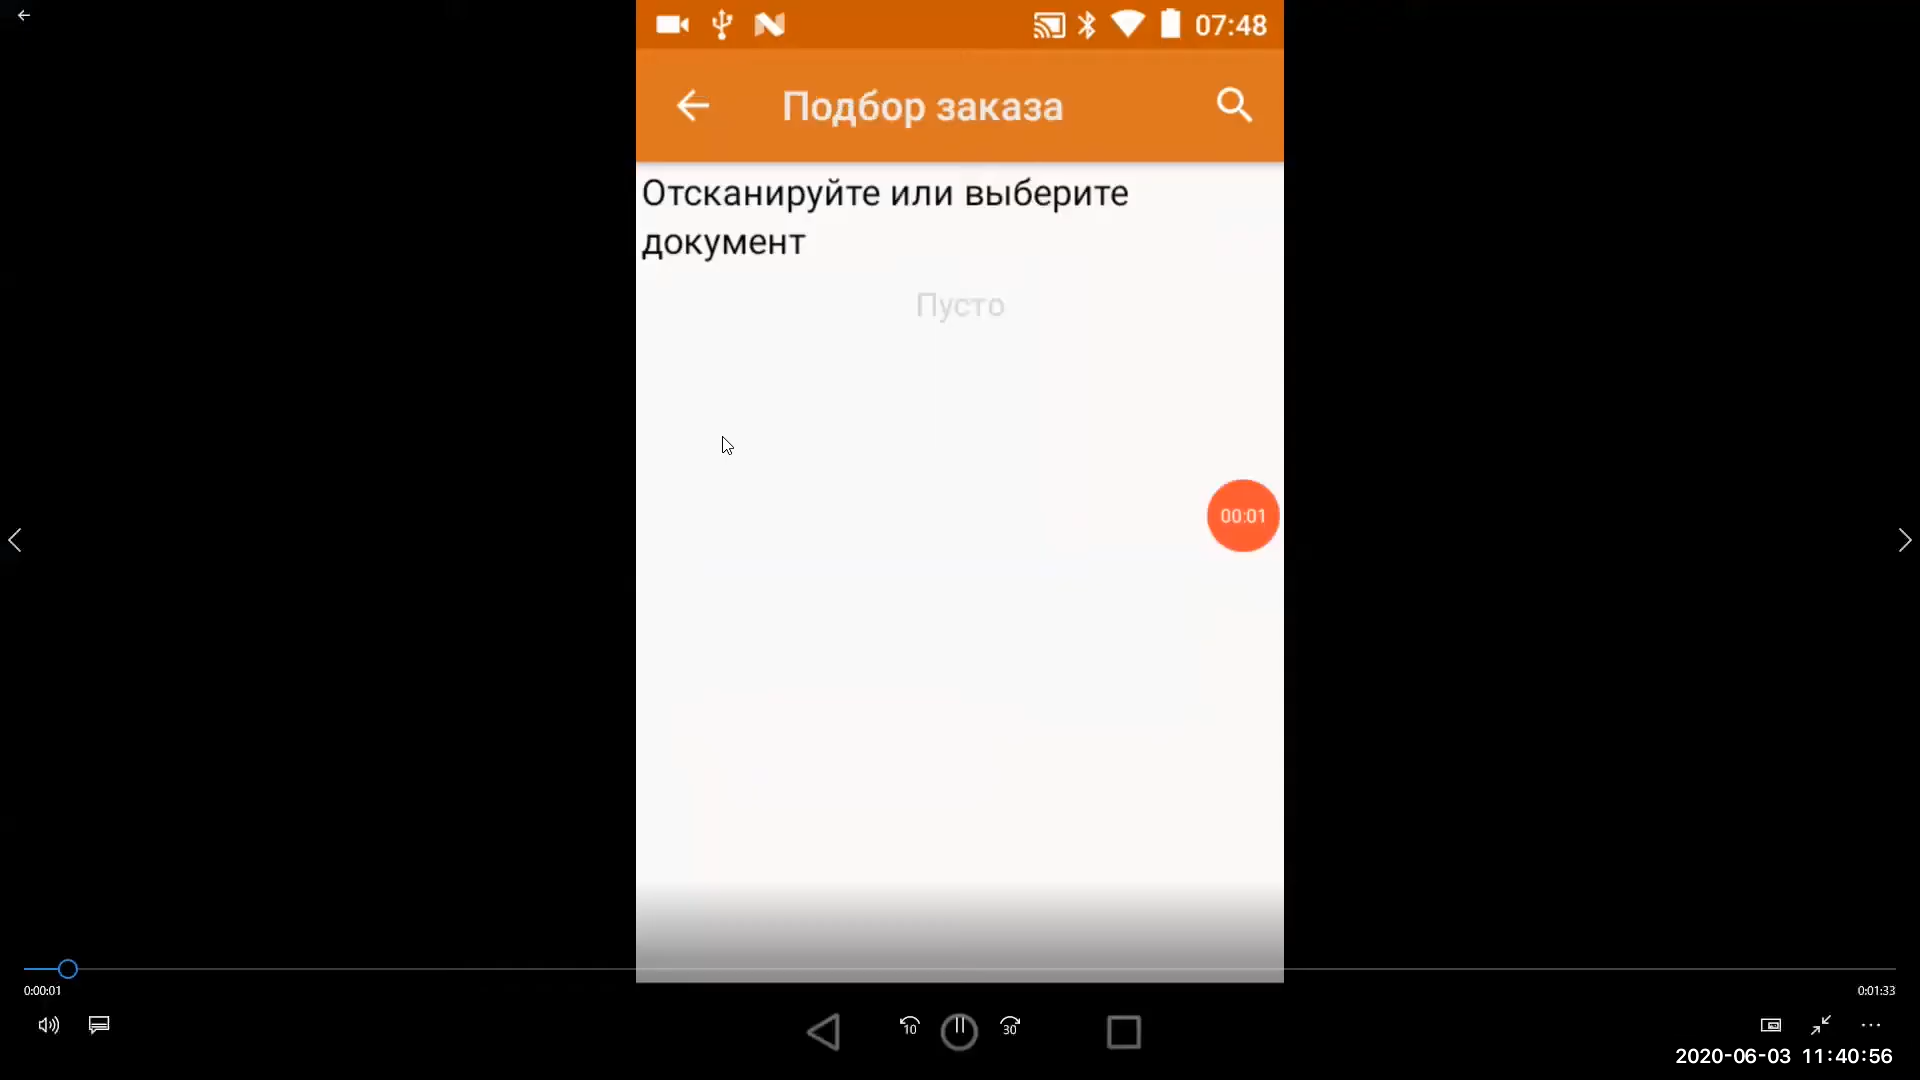 07:48
Подбор заказа
Отсканируйте или выберите
документ
Пусто
00:01
0:00:01
0:01:33
10
30
2020-06-03 11:40:56